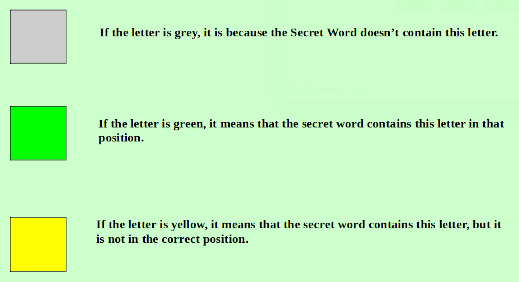 If the letter is grey, it is because the Secret Word doesn’t contain this letter.
If the letter is green, it means that the secret word contains this letter in that
position.
If the letter is yellow, it means that the secret word contains this letter, but it
is not in the correct position.